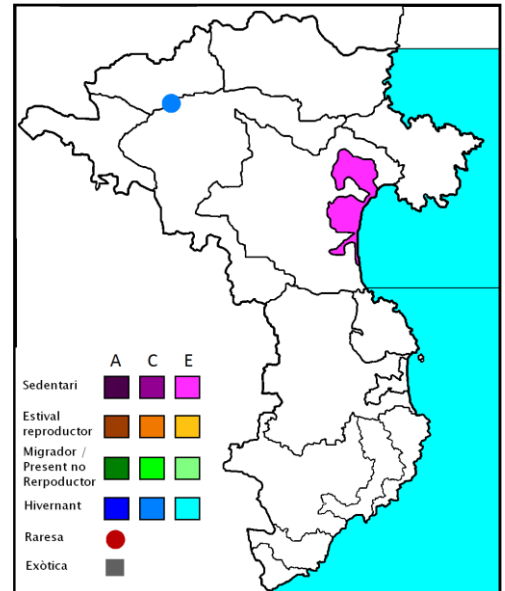 A C E
Sedentari
Estival
reproductor
Migrador /
Present no
Rerpoductor
Hivernant
Raresa
Exòtica